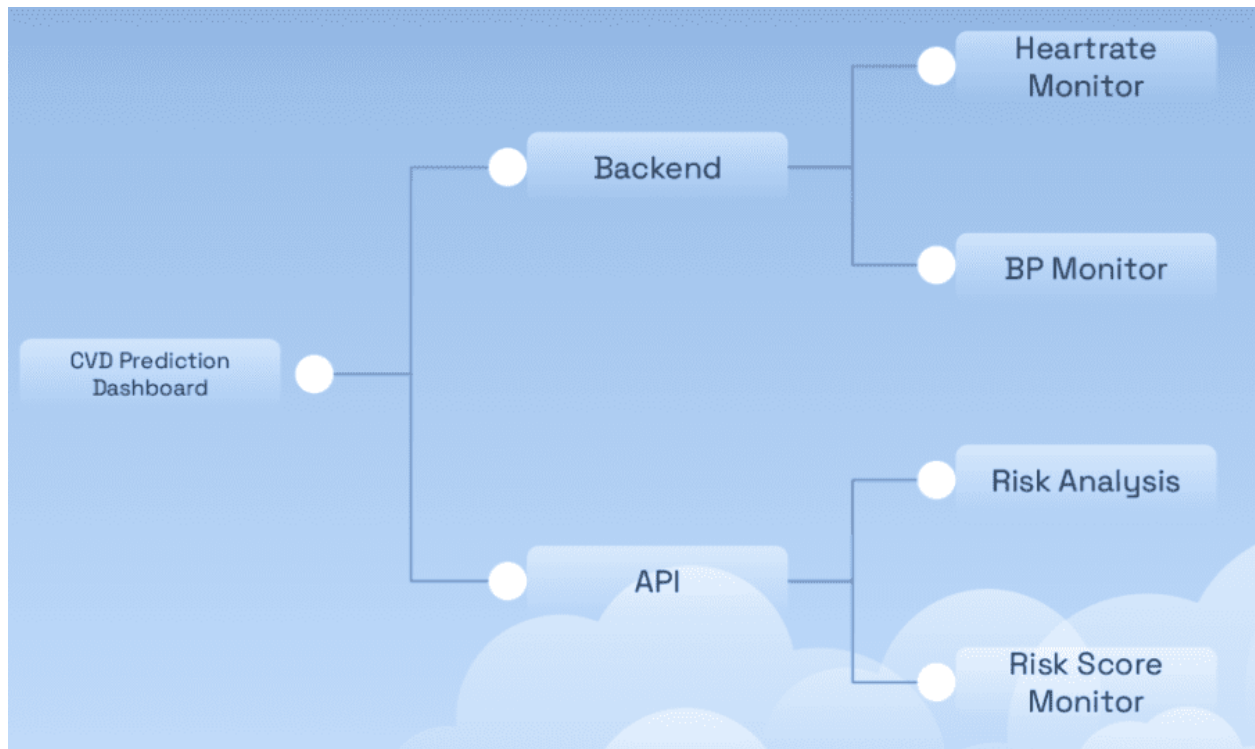 Heartrate
Monitor
Backend
BP Monitor
CVD Prediction
Dashboard
Risk Analysis
API
Risk Score
Monitor